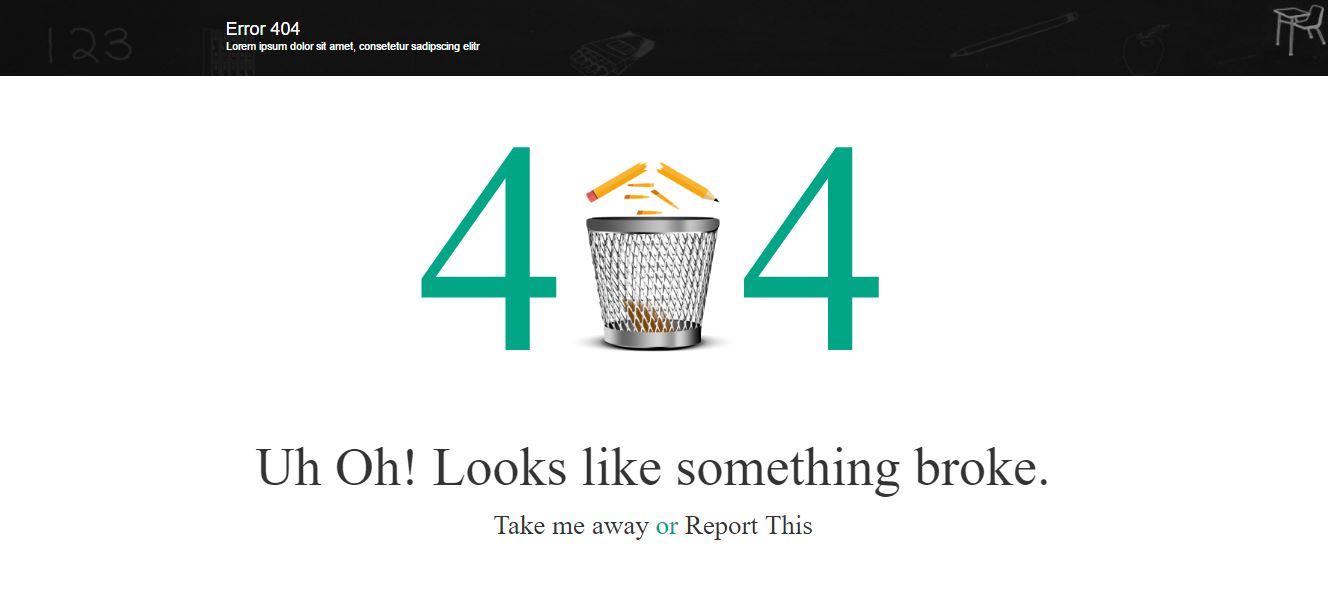 Error 404
Lorem ipsum dolor sit amet, consetetur sadipscing elitr
123
4 4
Uh Oh! Looks like something broke.
Take me away or Report This